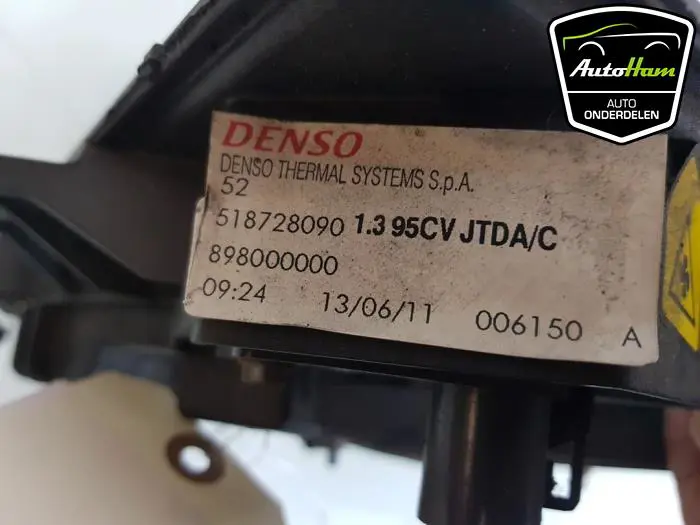 AutoHam
AUTO
ONDERDELEN
DENSO
DENSO THERMAL SYSTEMS S.p.A.
52
518728090 1.3 95CV JTDA/C
898000000
09:24 13/06/11 006150 A